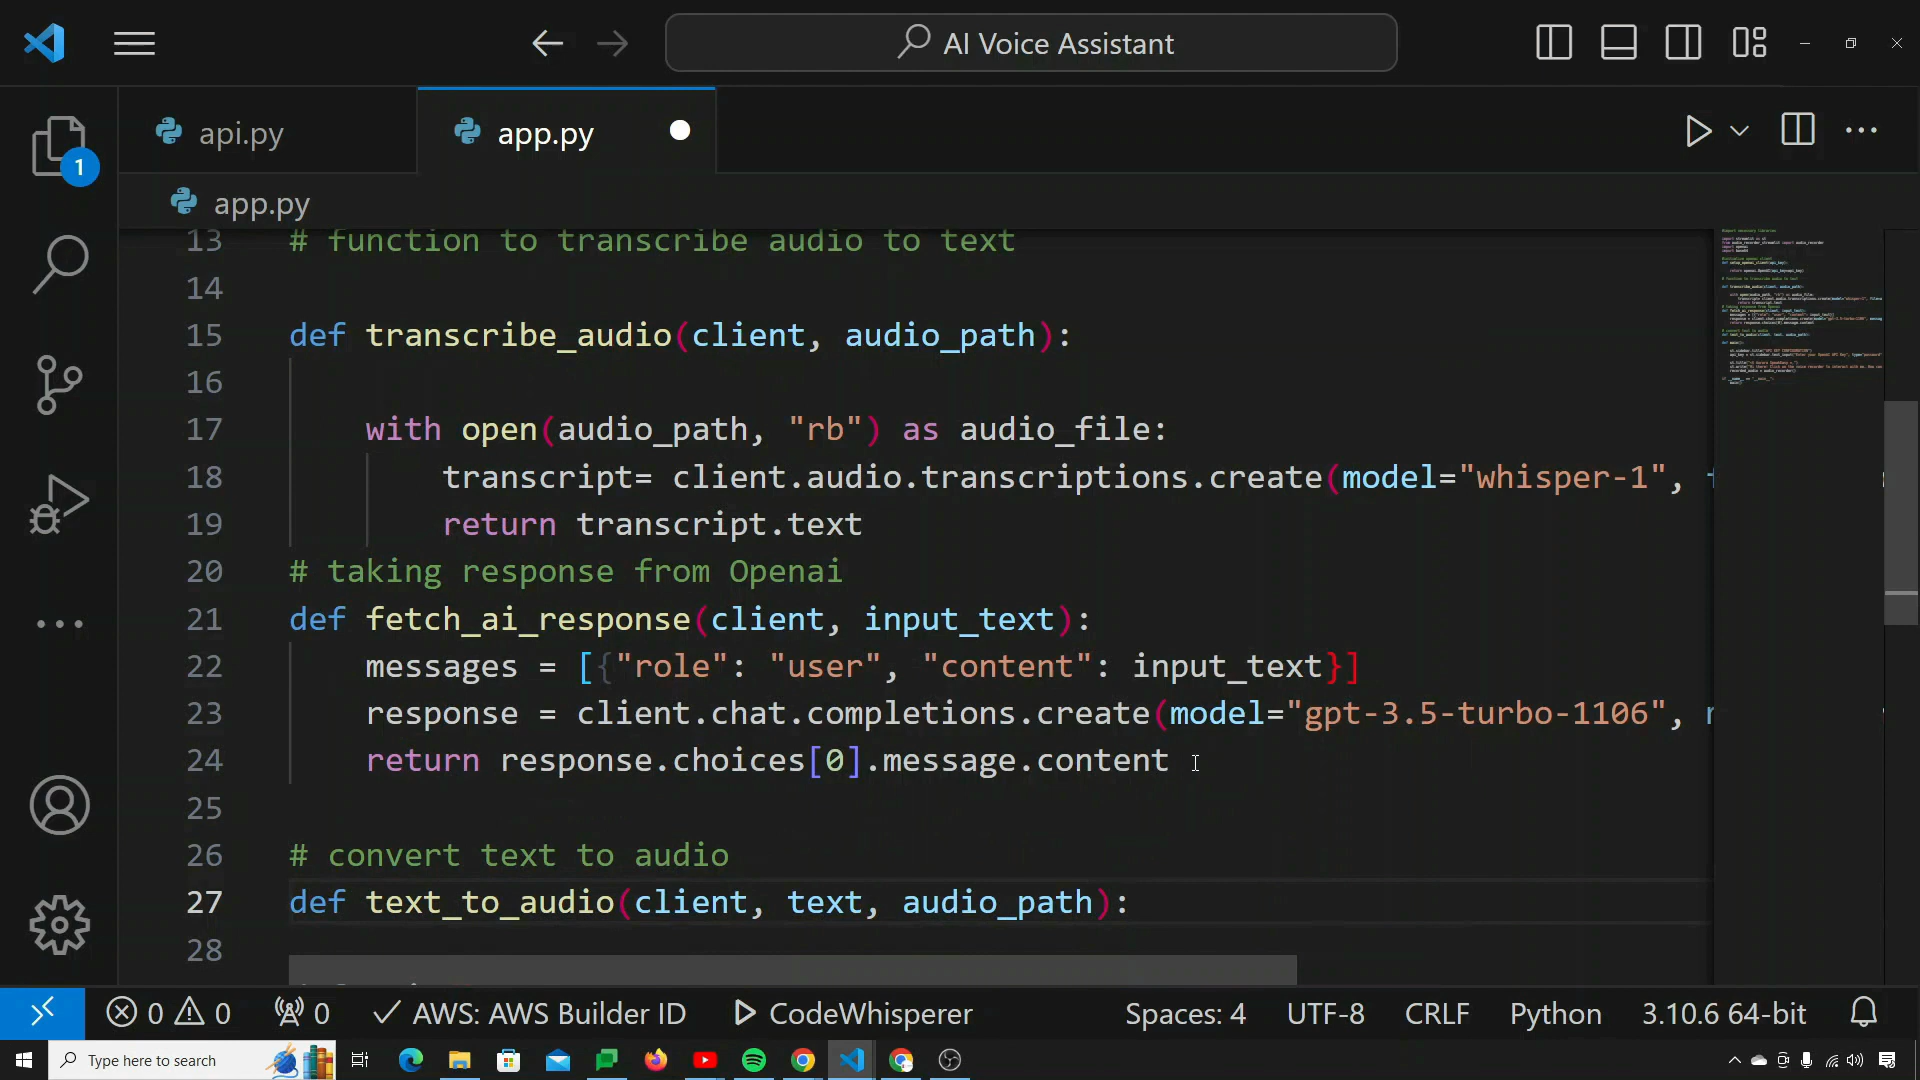 AI Voice Assistant
api.py
app.py
1
app.py
13 # function to transcribe audio to text
14
15 def transcribe_audio(client, audio_path):
16
17 with open(audio_path, "rb") as audio_file:
18 transcript= client.audio.transcriptions.create(model="whisper-1",
19 return transcript.text
20 # taking response from Openai
21 def fetch_ai_response(client, input_text):
22 messages = [{"role": "user", "content": input_text}]
23 response = client.chat.completions.create(model="gpt-3.5-turbo-1106",
24 return response.choices[0].message.content
25
26 # convert text to audio
27 def text_to_audio(client, text, audio_path):
28
0 0 0 AWS: AWS Builder ID CodeWhisperer Spaces: 4 UTF-8 CRLF Python 3.10.6 64-bit
Type here to search